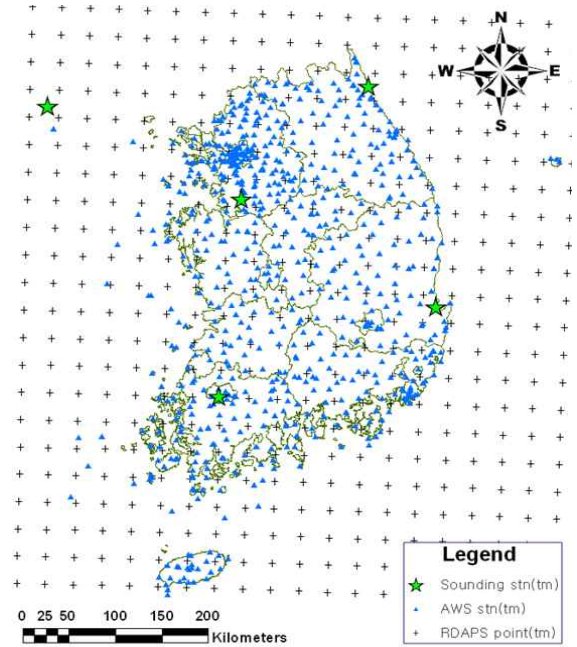 N
W E
S
Legend
Sounding stn(tm)
AWS stn(tm)
RDAPS point(tm)
0 25 50 100 150 200
Kilometers